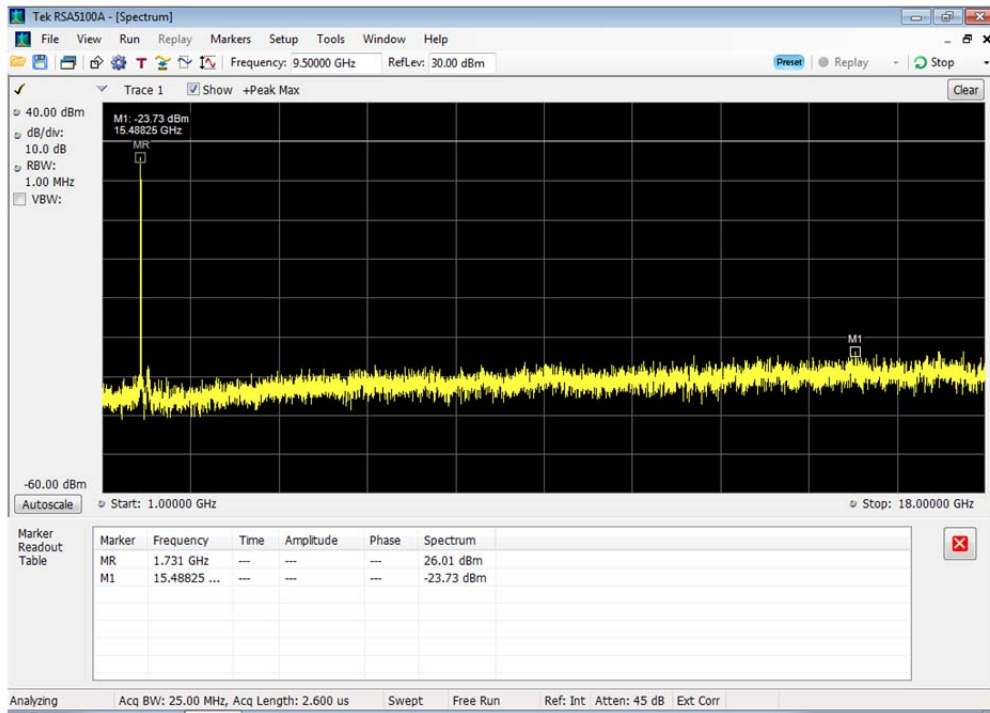 Tek RSA5100A - [Spectrum]
File View Run Replay Markers Setup Tools Window Help
T Frequency: 9.50000 GHz RefLev: 30.00 dBm Preset Replay Stop
Trace 1 Show +Peak Max Clear
40.00 dBm
dB/div:
10.0 dB
RBW:
1.00 MHz
VBW:
M1: -23.73 dBm
15.48825 GHz
MR
M1
-60.00 dBm
Autoscale Start: 1.00000 GHz Stop: 18.00000 GHz
Marker
Readout
Table
Marker Frequency Time Amplitude Phase Spectrum
MR 1.731 GHz --- --- --- 26.01 dBm
M1 15.48825 ... --- --- --- -23.73 dBm
Analyzing Acq BW: 25.00 MHz, Acq Length: 2.600 us Swept Free Run Ref: Int Atten: 45 dB Ext Corr